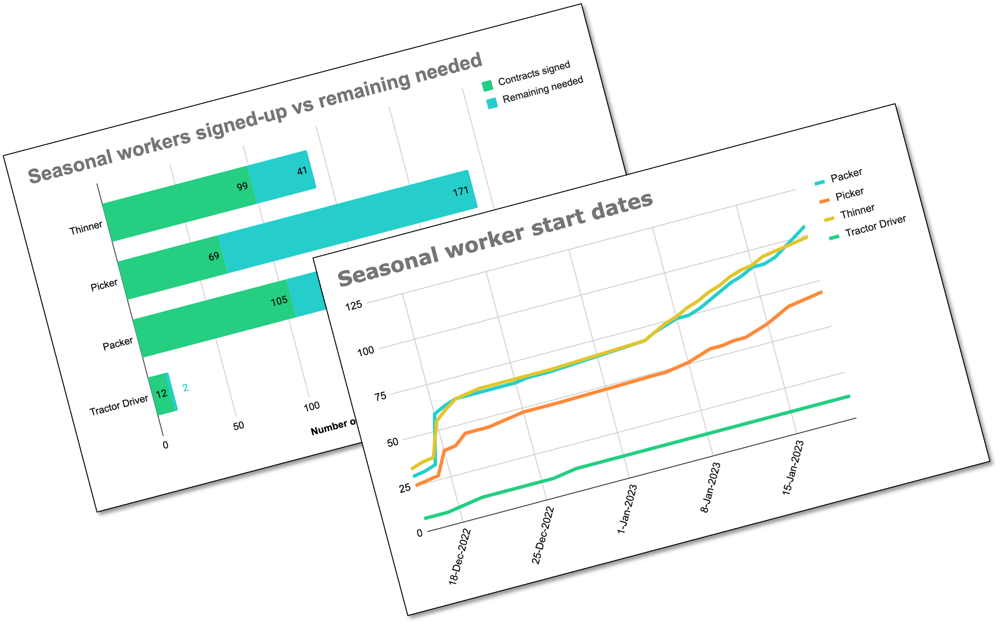 Seasonal workers signed-up vs remaining needed
Contracts signed
Remaining needed
Thinner
99
41
Picker
69
171
Packer
105
Tractor Driver
12
2
0
50
100
Number o
Seasonal worker start dates
Packer
Picker
Thinner
Tractor Driver
125
100
75
50
25
0
18-Dec-2022
25-Dec-2022
1-Jan-2023
8-Jan-2023
15-Jan-2023